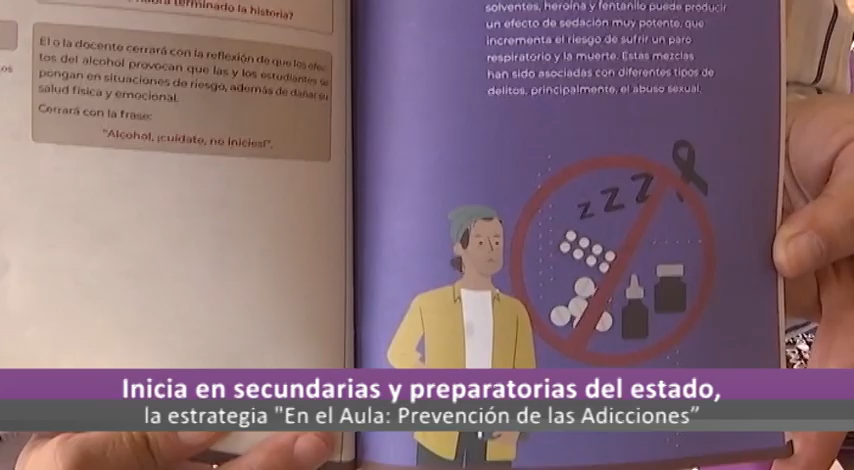 terminado la historia?
El o la docente cerrará con la reflexión de que los efec-
tos del alcohol provocan que las y los estudiantes se
pongan en situaciones de riesgo, además de dañar su
salud física y emocional.
Cerrará con la frase:
"Alcohol, ¡cuídate, no inicies!".
os
solventes, heroína y fentanilo puede producir
un efecto de sedación muy potente, que
incrementa el riesgo de sufrir un paro
respiratorio y la muerte. Estas mezclas
han sido asociadas con diferentes tipos de
delitos, principalmente, el abuso sexual.
z Z Z
Inicia en secundarias y preparatorias del estado,
la estrategia "En el Aula: Prevención de las Adicciones"